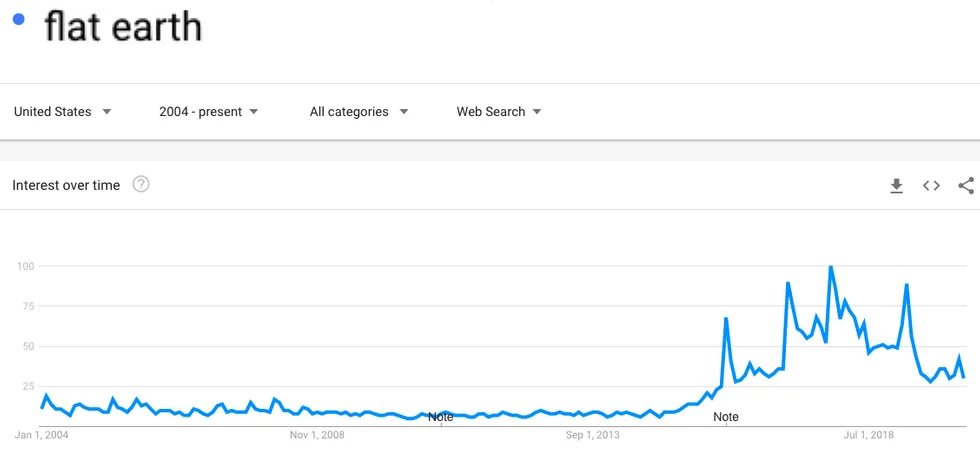 flat earth
United States 2004 - present All categories Web Search
Interest over time ?
100
75
50
25
Note Note
Jan 1, 2004 Nov 1, 2008 Sep 1, 2013 Jul 1, 2018